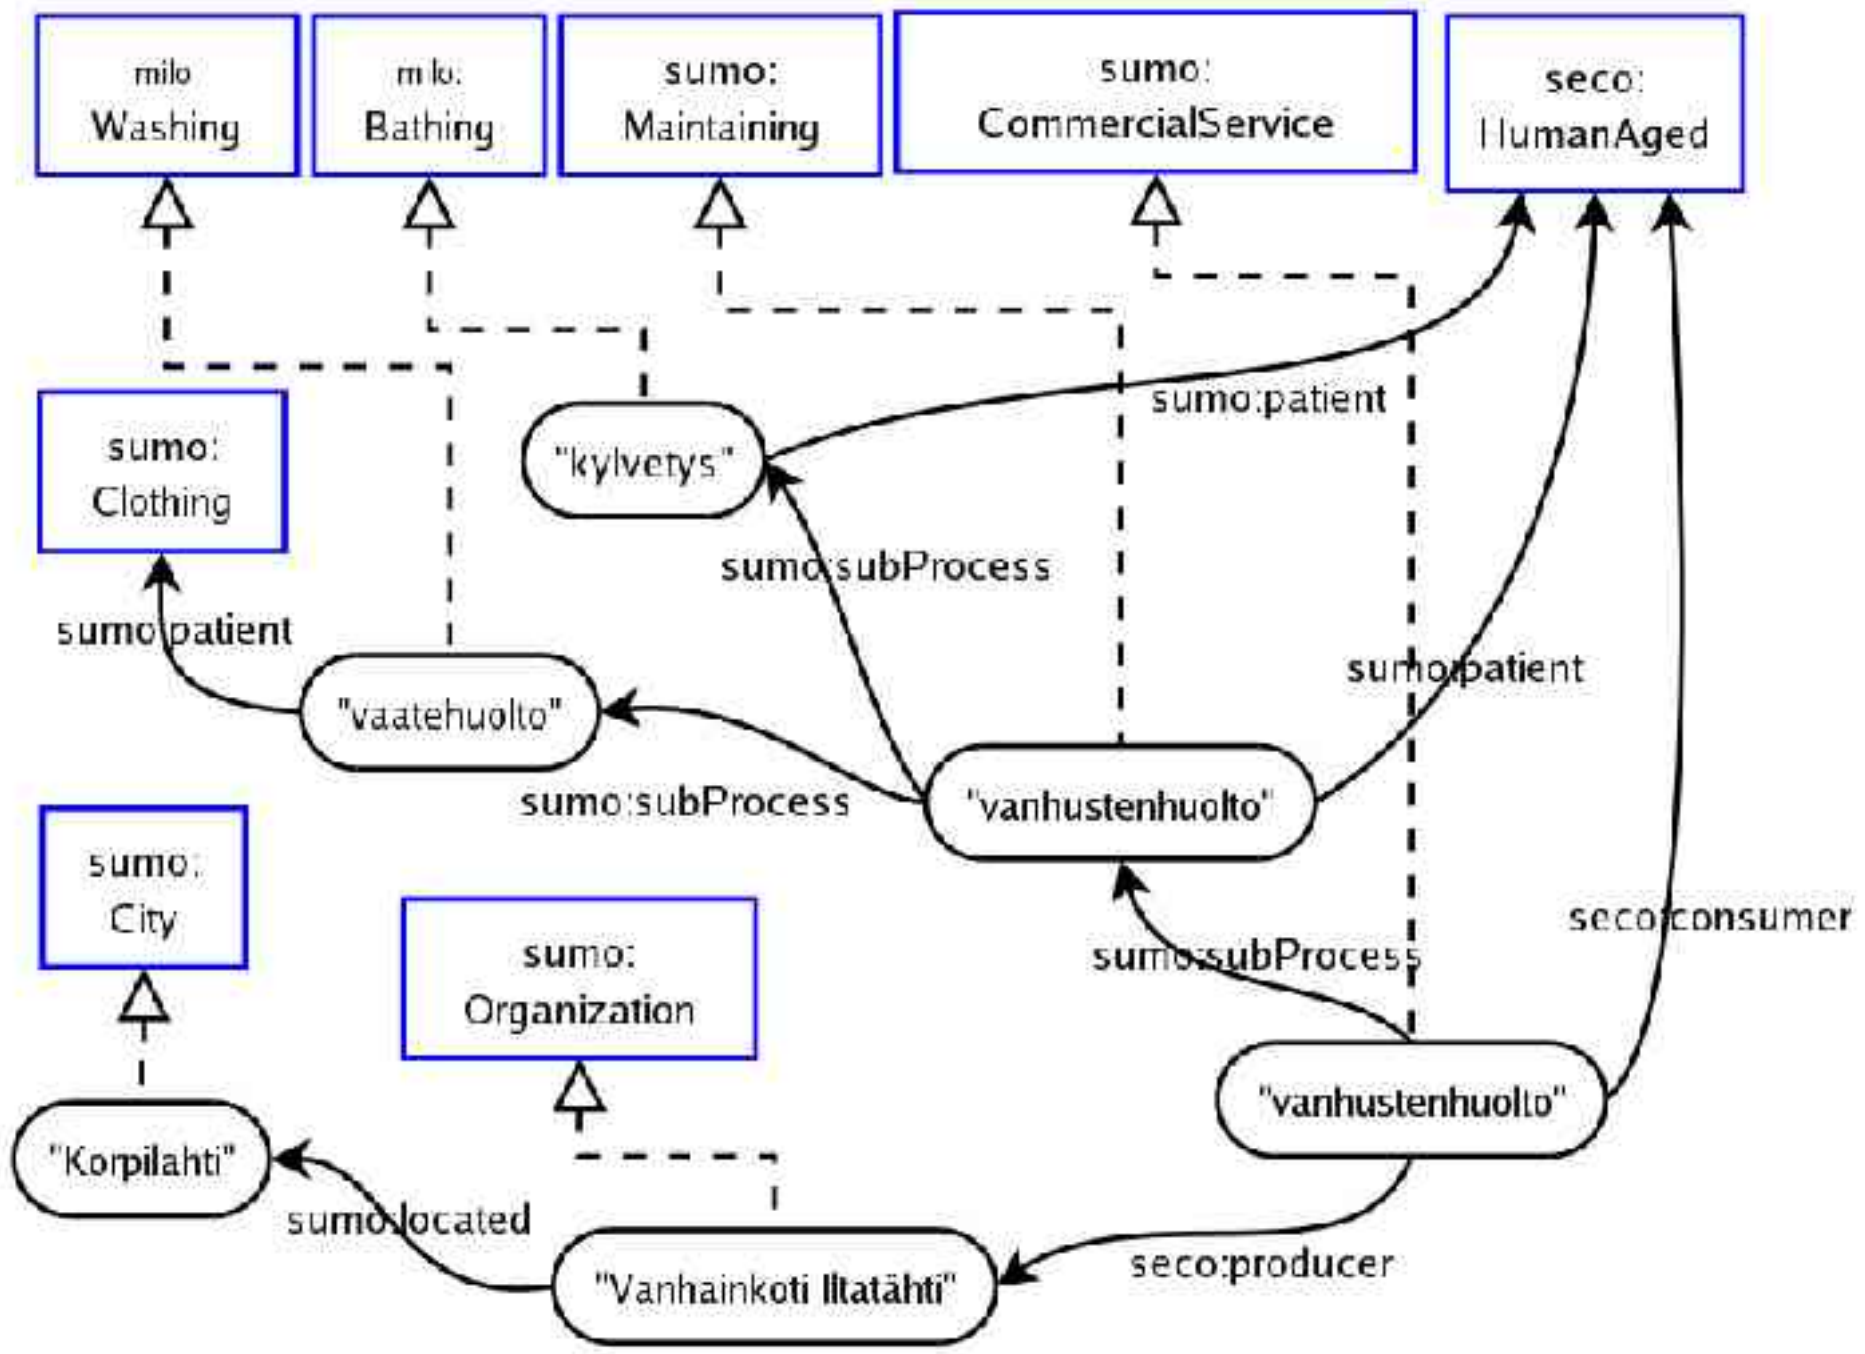 milo
Washing
milo:
Bathing
sumo:
Maintaining
sumo:
CommercialService
seco:
HumanAged
sumo:patient
sumo:
Clothing
"kylvetys"
sumo:subProcess
sumo:patient
sumo:patient
"vaatehuolto"
sumo:subProcess
"vanhustenhuolto"
sumo:
City
seco:consumer
sumo:
Organization
sumo:subProcess
"vanhustenhuolto"
"Korpilahti"
sumo:located
seco:producer
"Vanhainkoti Iltatähti"